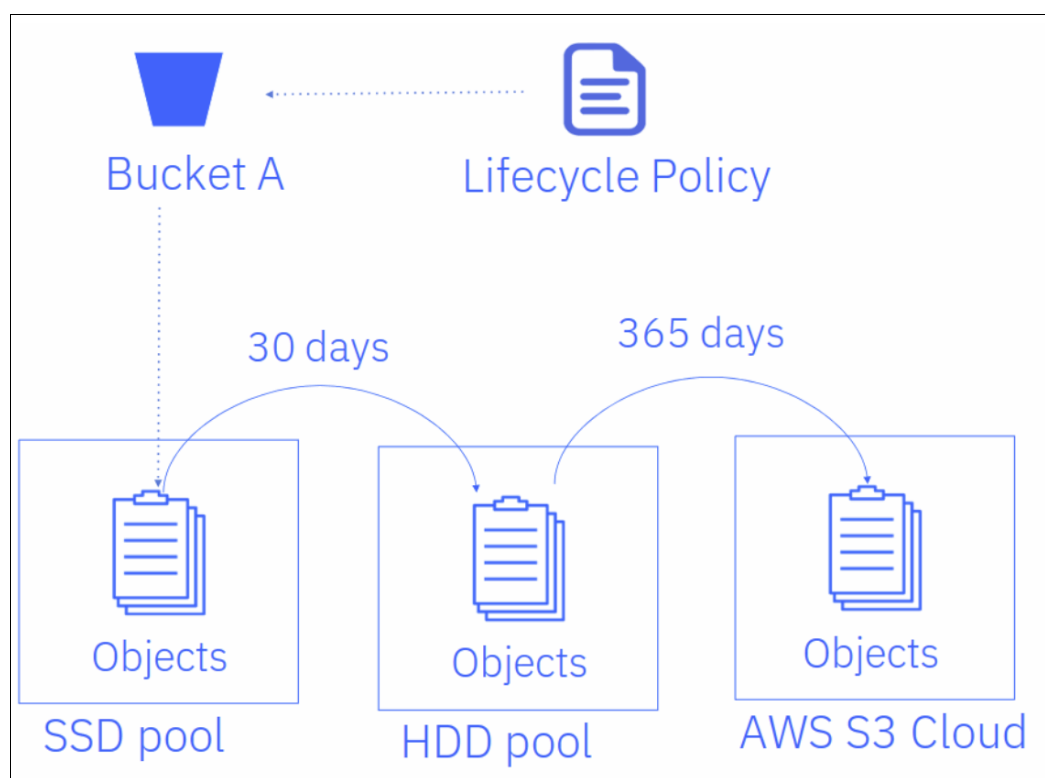 Bucket A
Lifecycle Policy
30 days
365 days
Objects
Objects
Objects
SSD pool
HDD pool
AWS S3 Cloud